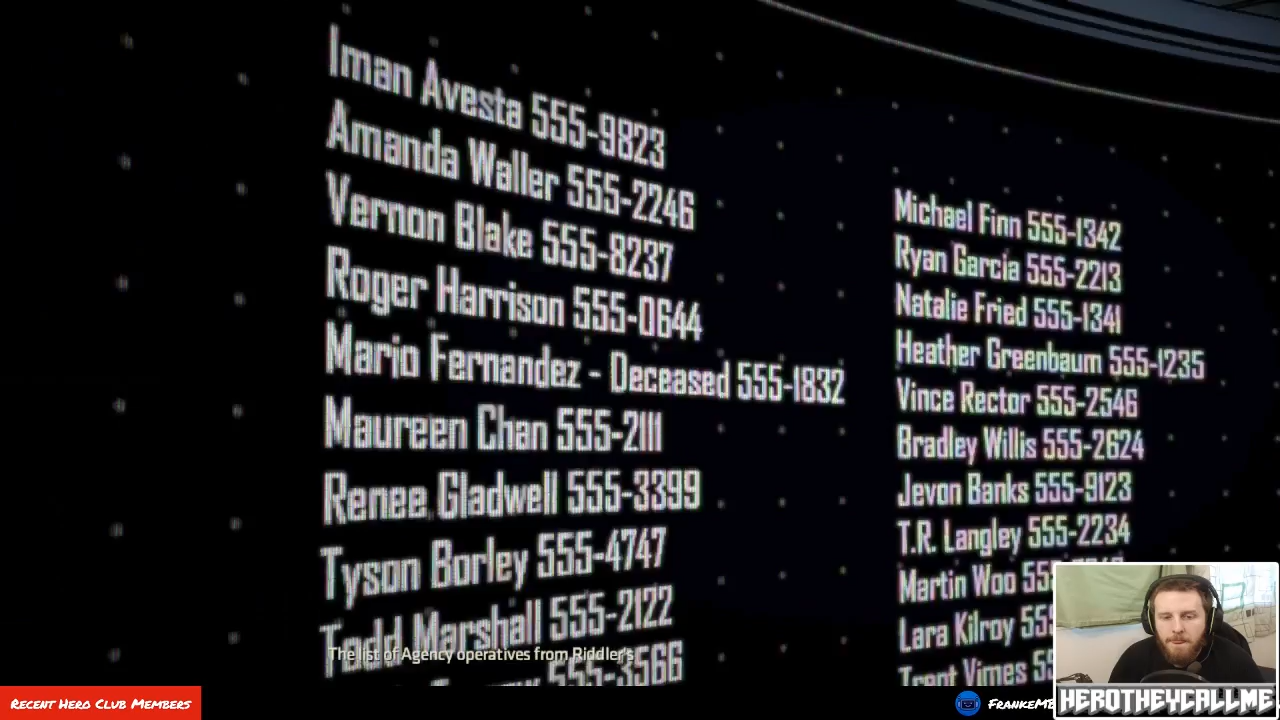 Iman Avesta 555-9823
Amanda Waller 555-2246
Vernon Blake 555-8237
Roger Harrison 555-0644
Mario Fernandez - Deceased 555-1832
Maureen Chan 555-2111
Renee Gladwell 555-3399
Tyson Borley 555-4747
Todd Marshall 555-2122
555-3566
Michael Finn 555-1342
Ryan Garcia 555-2213
Natalie Fried 555-1341
Heather Greenbaum 555-1235
Vince Rector 555-2546
Bradley Willis 555-2624
Jevon Banks 555-9123
T.R. Langley 555-2234
Martin Woo
Lara Kilroy
Trent Vimes
The list of Agency operatives from Riddler's
HEROTHEYCALLME
RECENT HERO CLUB MEMBERS